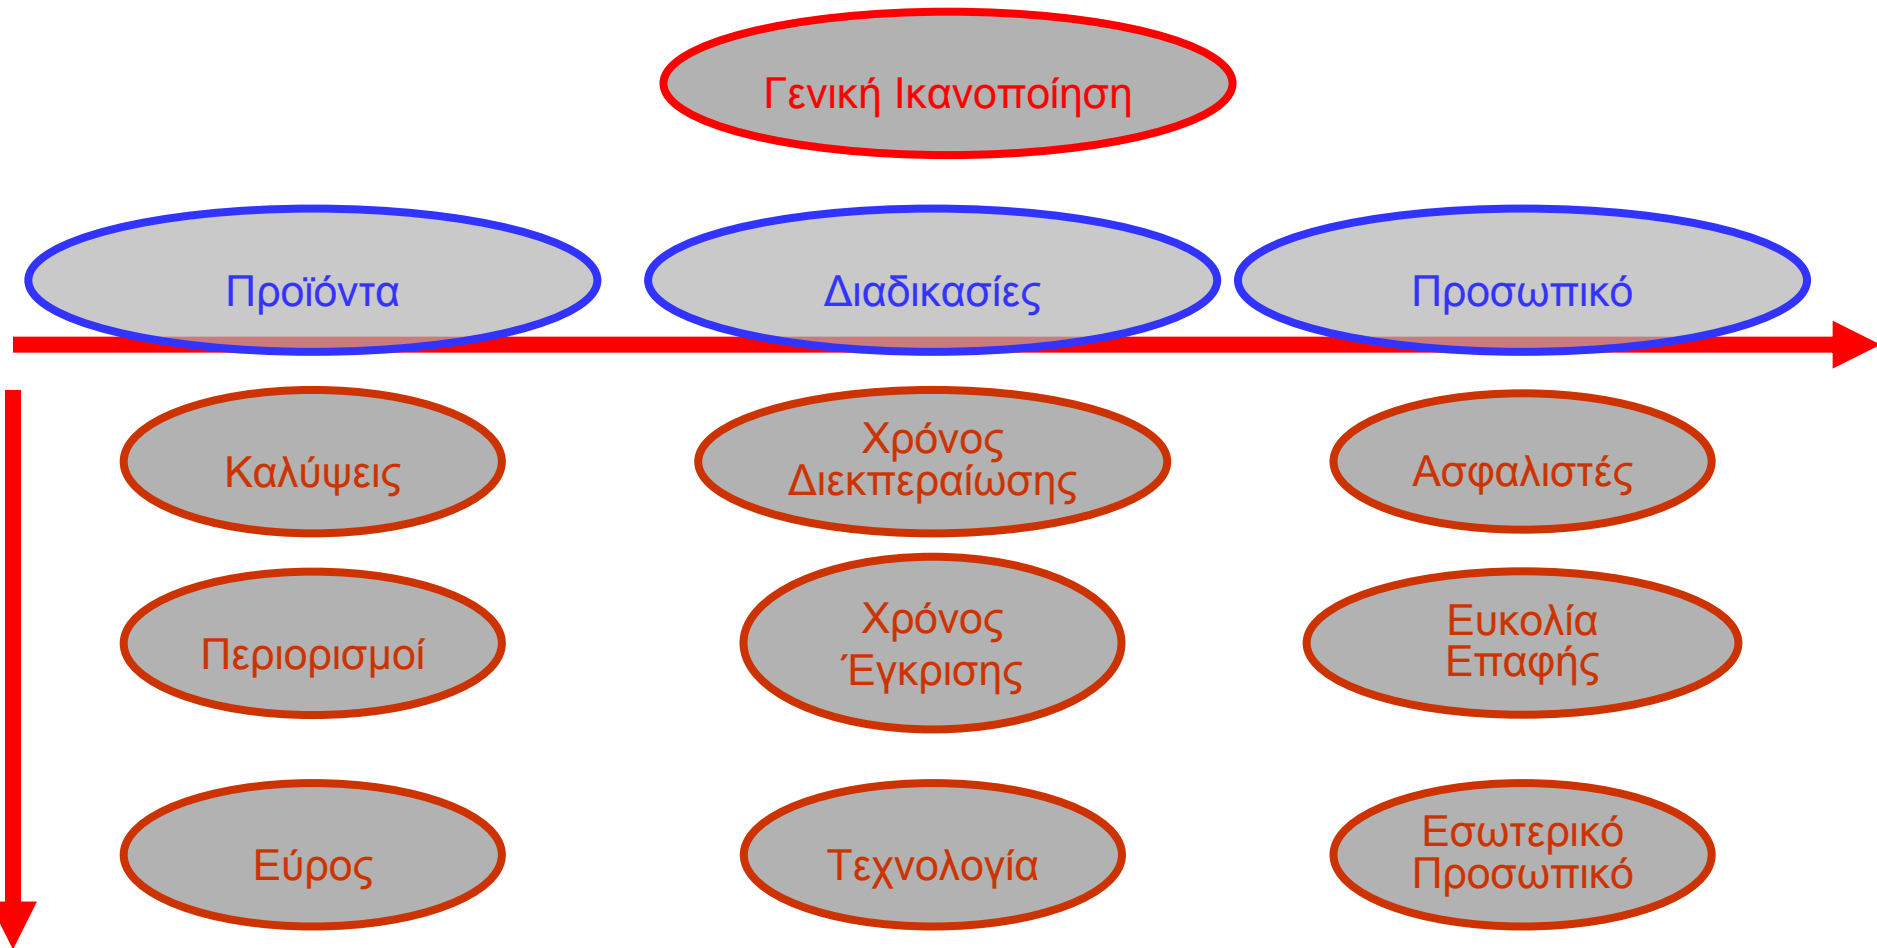 Γενική Ικανοποίηση
Προϊόντα
Διαδικασίες
Προσωπικό
Καλύψεις
Χρόνος
Διεκπεραίωσης
Ασφαλιστές
Περιορισμοί
Χρόνος
Έγκρισης
Ευκολία
Επαφής
Εύρος
Τεχνολογία
Εσωτερικό
Προσωπικό